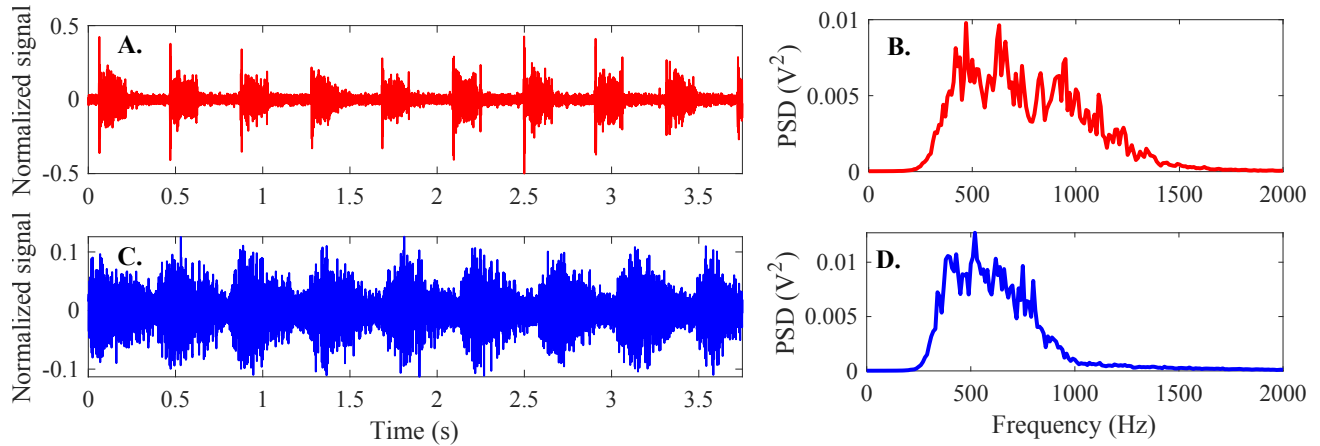 Normalized signal
0.5
0
-0.5
A.
0 0.5 1 1.5 2 2.5 3 3.5
PSD (V²)
0.01
0.005
0
B.
0 500 1000 1500 2000
Normalized signal
0.1
0
-0.1
C.
0 0.5 1 1.5 2 2.5 3 3.5
Time (s)
PSD (V²)
0.01
0.005
0
D.
0 500 1000 1500 2000
Frequency (Hz)